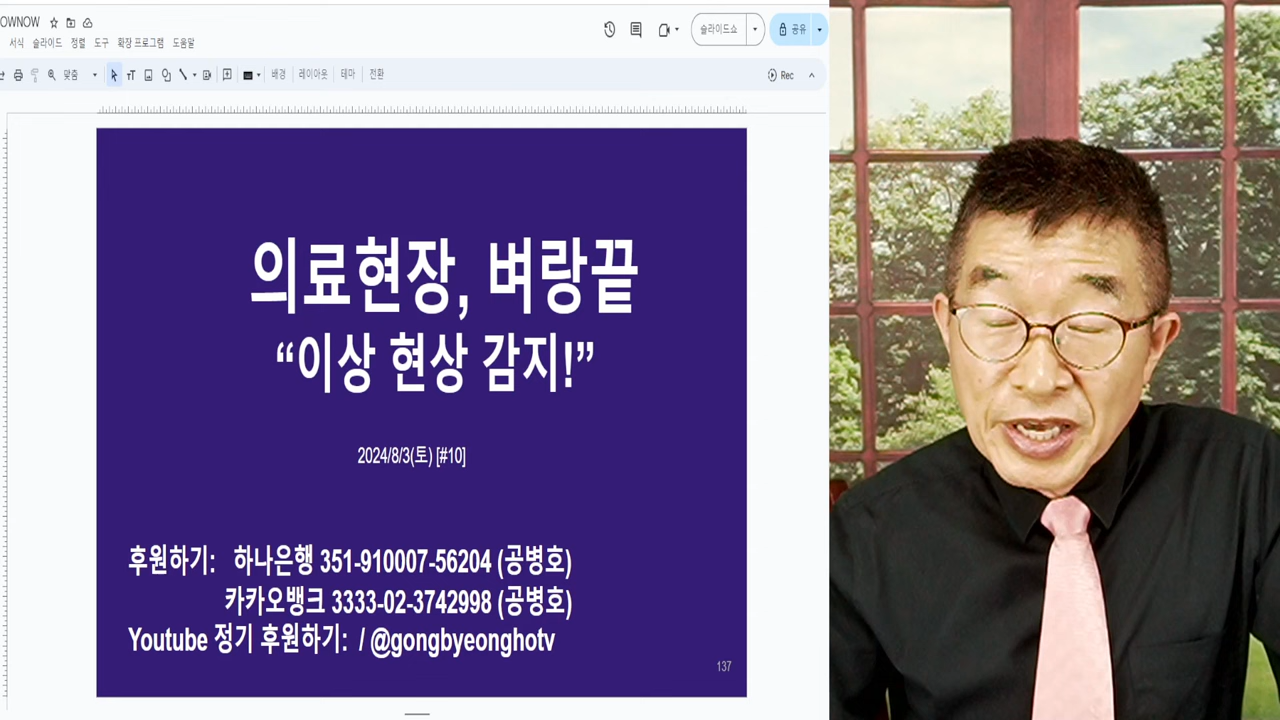 OWNOW
서식 슬라이드 정렬 도구 확장 프로그램 도움말
슬라이드쇼
공유
맞춤
배경 레이아웃 테마 전환
Rec
의료현장, 벼랑끝
“이상 현상 감지!”
2024/8/3(토) [#10]
후원하기: 하나은행 351-910007-56204 (공병호)
카카오뱅크 3333-02-3742998 (공병호)
Youtube 정기 후원하기: / @gongbyeonghotv
137